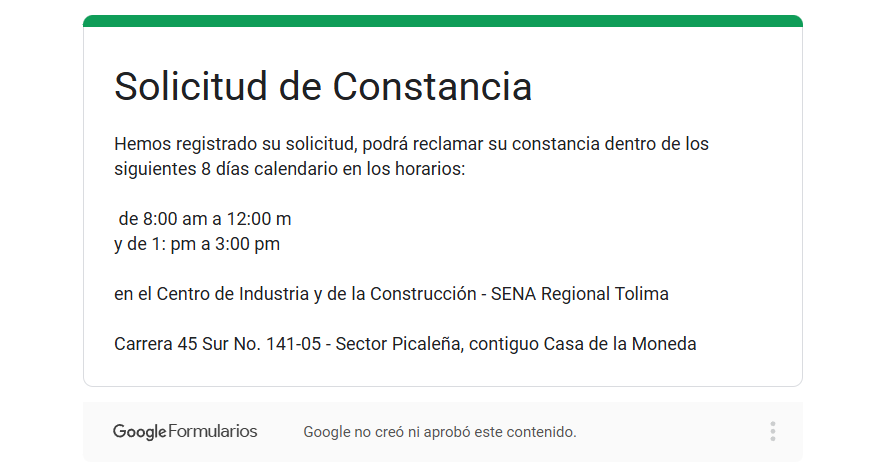 Solicitud de Constancia
Hemos registrado su solicitud, podrá reclamar su constancia dentro de los
siguientes 8 días calendario en los horarios:
de 8:00 am a 12:00 m
y de 1: pm a 3:00 pm
en el Centro de Industria y de la Construcción - SENA Regional Tolima
Carrera 45 Sur No. 141-05 - Sector Picaleña, contiguo Casa de la Moneda
Google Formularios Google no creó ni aprobó este contenido.